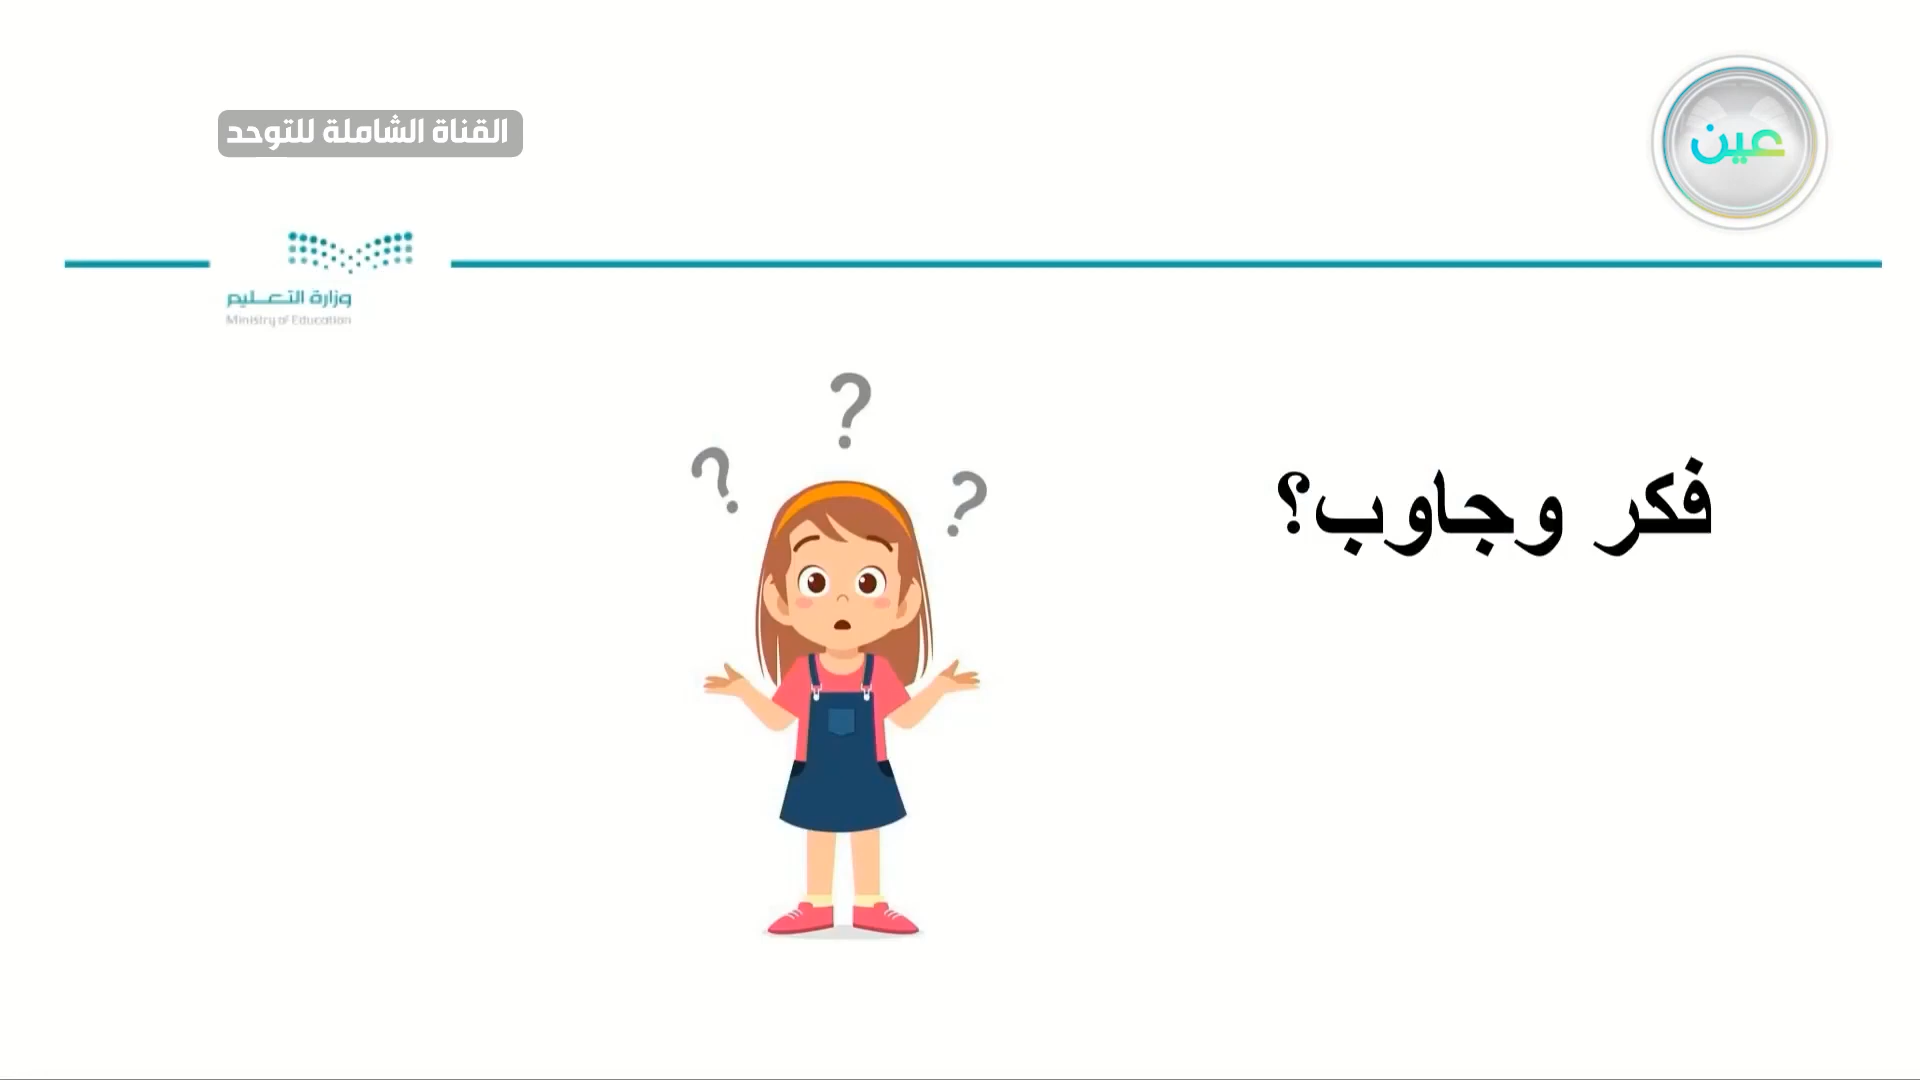 عين
القناة الشاملة للتوحد
وزارة التعليم
Ministry of Education
? ? ?
فكر وجاوب؟